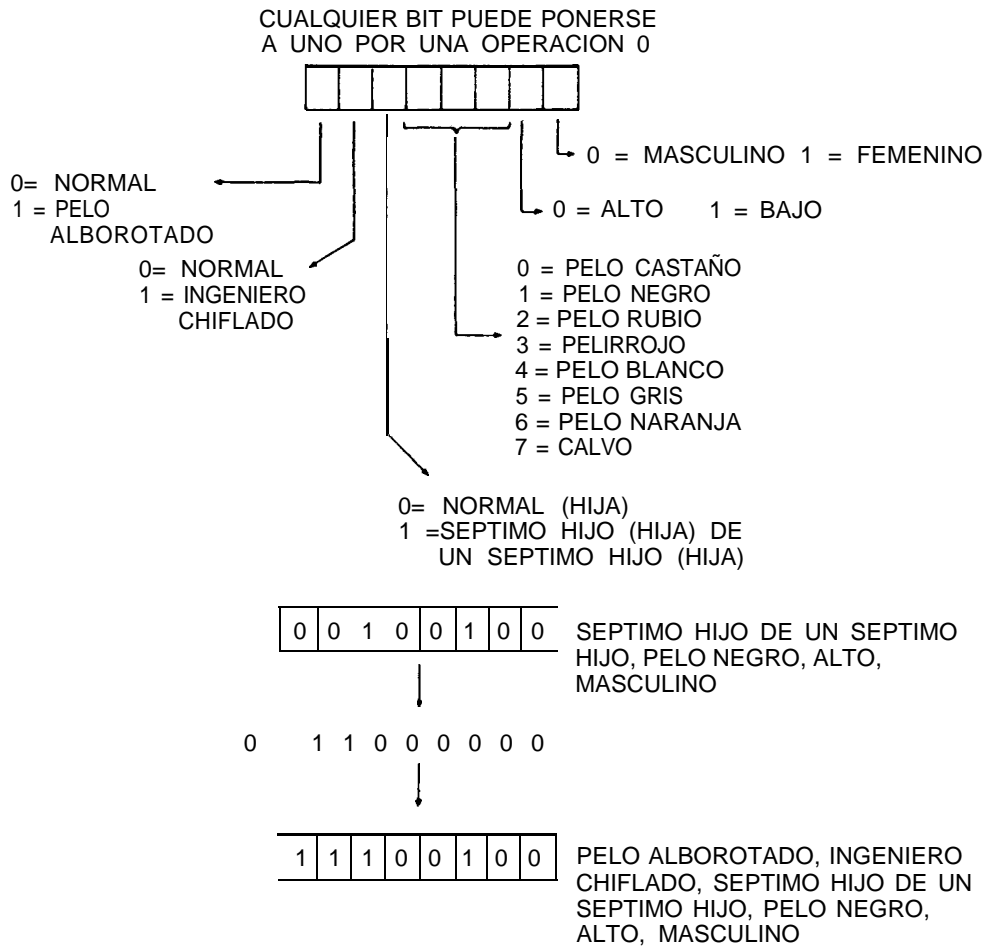 CUALQUIER BIT PUEDE PONERSE
A UNO POR UNA OPERACION 0
0 = MASCULINO 1 = FEMENINO
0= NORMAL
1 = PELO
ALBOROTADO
0 = ALTO 1 = BAJO
0= NORMAL
1 = INGENIERO
CHIFLADO
0 = PELO CASTAÑO
1 = PELO NEGRO
2 = PELO RUBIO
3 = PELIRROJO
4 = PELO BLANCO
5 = PELO GRIS
6 = PELO NARANJA
7 = CALVO
0= NORMAL (HIJA)
1 =SEPTIMO HIJO (HIJA) DE
UN SEPTIMO HIJO (HIJA)
0 0 1 0 0 1 0 0
SEPTIMO HIJO DE UN SEPTIMO
HIJO, PELO NEGRO, ALTO,
MASCULINO
0 1 1 0 0 0 0 0 0
1 1 1 0 0 1 0 0
PELO ALBOROTADO, INGENIERO
CHIFLADO, SEPTIMO HIJO DE UN
SEPTIMO HIJO, PELO NEGRO,
ALTO, MASCULINO